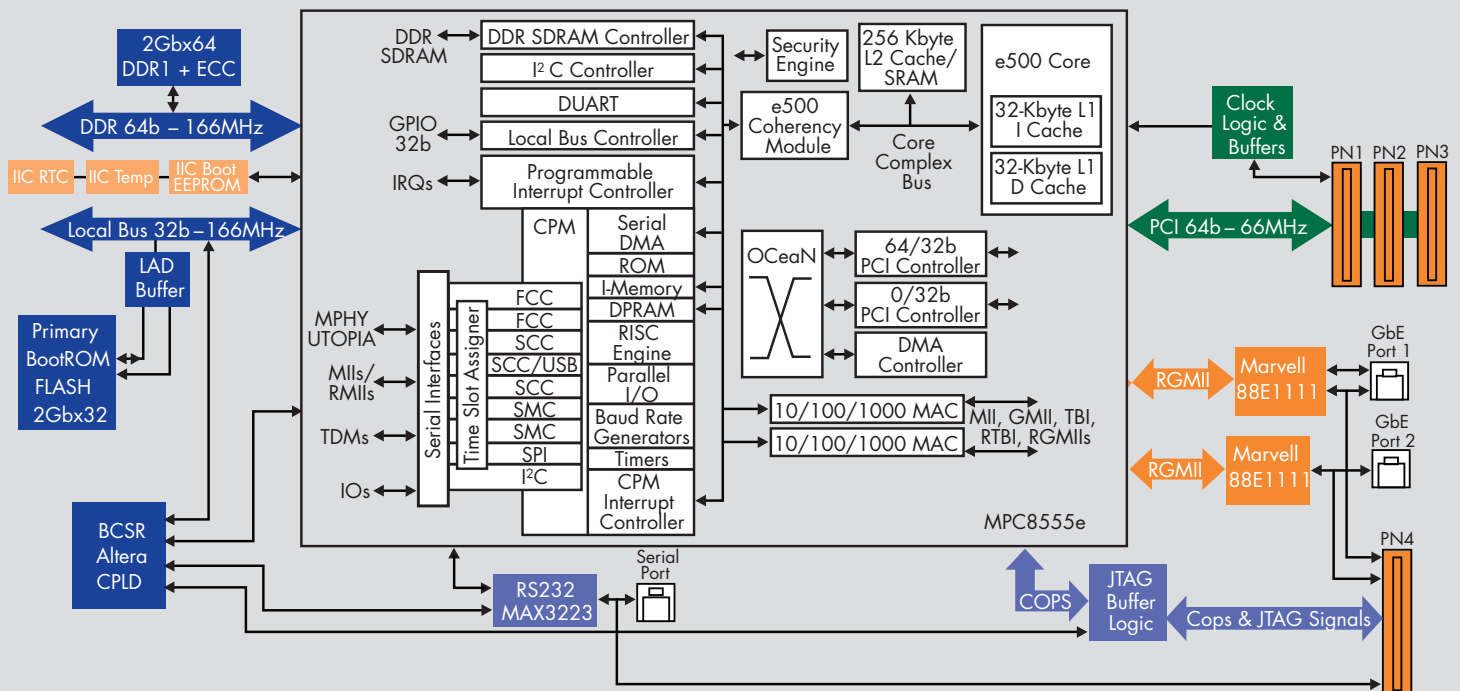 2Gbx64
DDR1 + ECC
DDR 64b – 166MHz
IIC RTC
IIC Temp
IIC Boot
EEPROM
Local Bus 32b – 166MHz
LAD
Buffer
Primary
BootROM
FLASH
2Gbx32
BCSR
Altera
CPLD
DDR
SDRAM
GPIO
32b
IRQs
MPHY
UTOPIA
MIIs/
RMIIs
TDMs
IOs
DDR SDRAM Controller
I² C Controller
DUART
Local Bus Controller
Programmable
Interrupt Controller
CPM
Serial
DMA
ROM
I-Memory
DPRAM
RISC
Engine
Parallel
I/O
Baud Rate
Generators
Timers
CPM
Interrupt
Controller
Serial Interfaces
Time Slot Assigner
FCC
FCC
SCC
SCC/USB
SCC
SMC
SMC
SPI
I²C
Security
Engine
256 Kbyte
L2 Cache/
SRAM
e500 Core
32-Kbyte L1
I Cache
32-Kbyte L1
D Cache
e500
Coherency
Module
Core
Complex
Bus
OCeaN
64/32b
PCI Controller
0/32b
PCI Controller
DMA
Controller
10/100/1000 MAC
10/100/1000 MAC
MII, GMII, TBI,
RTBI, RGMIIs
MPC8555e
Clock
Logic &
Buffers
PN1
PN2
PN3
PCI 64b – 66MHz
RGMII
Marvell
88E1111
GbE
Port 1
RGMII
Marvell
88E1111
GbE
Port 2
PN4
RS232
MAX3223
Serial
Port
COPS
JTAG
Buffer
Logic
Cops & JTAG Signals